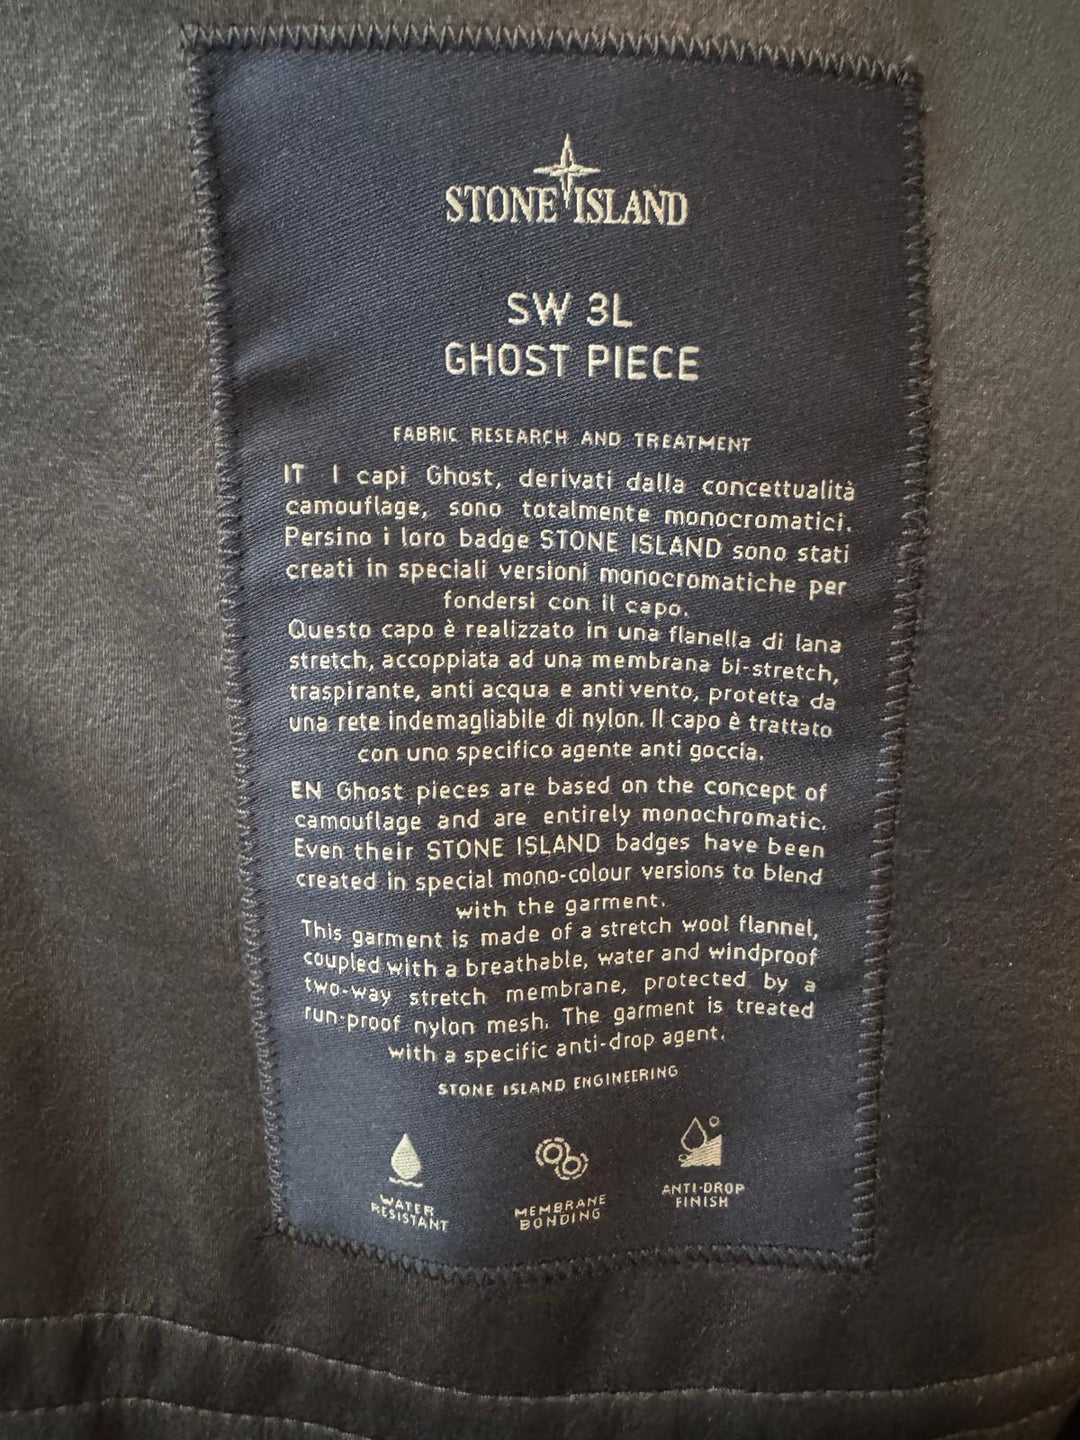 STONE ISLAND
SW 3L
GHOST PIECE
FABRIC RESEARCH AND TREATMENT
IT I capi Ghost, derivati dalla concettualità
camouflage, sono totalmente monocromatici.
Persino i loro badge STONE ISLAND sono stati
creati in speciali versioni monocromatiche per
fondersi con il capo.
Questo capo è realizzato in una flanella di lana
stretch, accoppiata ad una membrana bi-stretch,
traspirante, anti acqua e anti vento, protetta da
una rete indemagliabile di nylon. Il capo è trattato
con uno specifico agente anti goccia.
EN Ghost pieces are based on the concept of
camouflage and are entirely monochromatic.
Even their STONE ISLAND badges have been
created in special mono-colour versions to blend
with the garment.
This garment is made of a stretch wool flannel,
coupled with a breathable, water and windproof
two-way stretch membrane, protected by a
run-proof nylon mesh. The garment is treated
with a specific anti-drop agent.
STONE ISLAND ENGINEERING
WATER
RESISTANT
MEMBRANE
BONDING
ANTI-DROP
FINISH